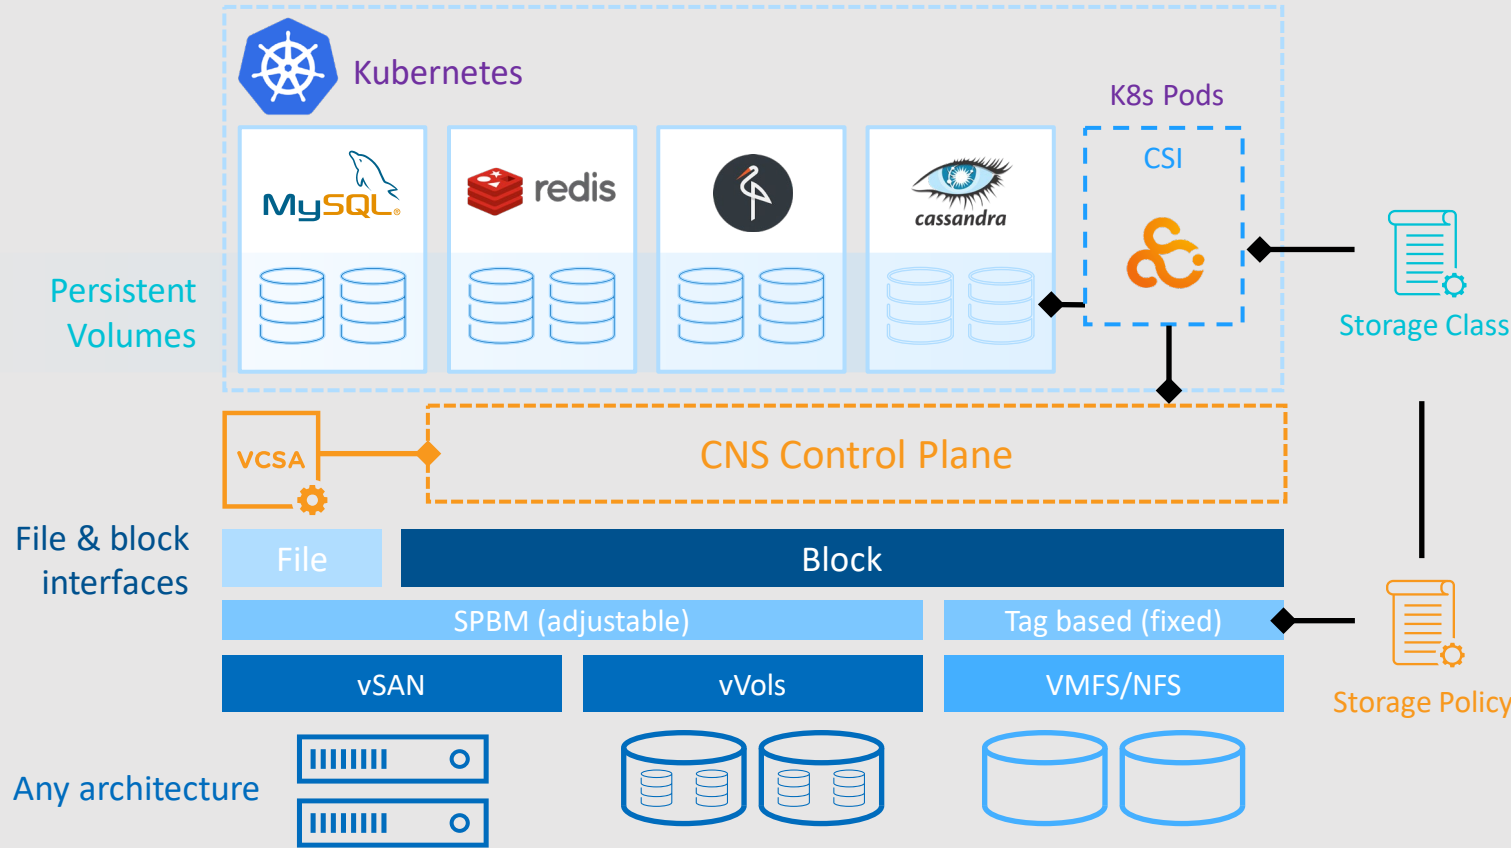 Kubernetes
K8s Pods
CSI
MySQL®
redis
cassandra
Persistent
Volumes
Storage Class
VCSA
CNS Control Plane
File & block
interfaces
File
Block
SPBM (adjustable)
Tag based (fixed)
vSAN
vVols
VMFS/NFS
Storage Policy
Any architecture